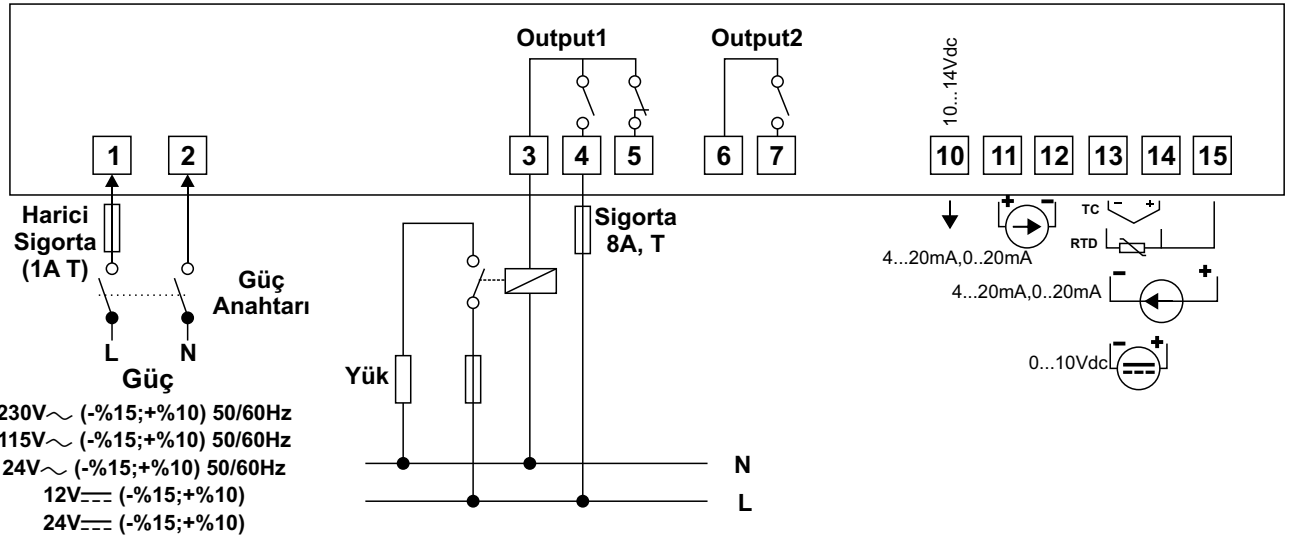 Output1
Output2
10...14Vdc
1
2
3
4
5
6
7
10
11
12
13
14
15
Harici
Sigorta
(1A T)
Güç
Anahtarı
L
N
Güç
230V (-%15;+%10) 50/60Hz
115V (-%15;+%10) 50/60Hz
24V (-%15;+%10) 50/60Hz
12V (-%15;+%10)
24V (-%15;+%10)
Yük
Sigorta
8A, T
N
L
4...20mA,0..20mA
+ -
TC
- +
RTD
4...20mA,0..20mA
- +
0...10Vdc
- +